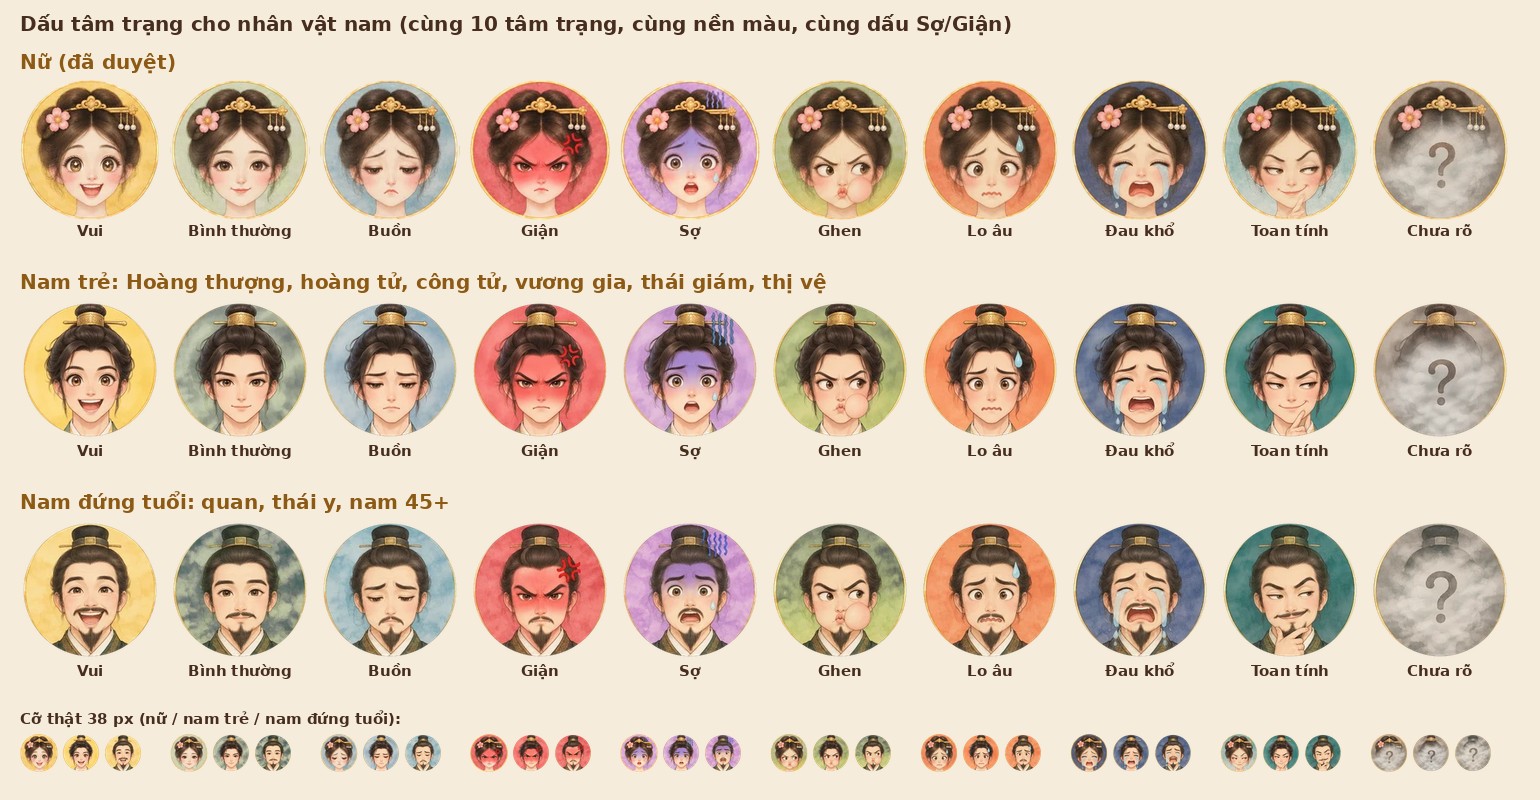 Dấu tâm trạng cho nhân vật nam (cùng 10 tâm trạng, cùng nền màu, cùng dấu Sợ/Giận)
Nữ (đã duyệt)
Vui Bình thường Buồn Giận Sợ Ghen Lo âu Đau khổ Toan tính Chưa rõ
Nam trẻ: Hoàng thượng, hoàng tử, công tử, vương gia, thái giám, thị vệ
Vui Bình thường Buồn Giận Sợ Ghen Lo âu Đau khổ Toan tính Chưa rõ
Nam đứng tuổi: quan, thái y, nam 45+
Vui Bình thường Buồn Giận Sợ Ghen Lo âu Đau khổ Toan tính Chưa rõ
Cỡ thật 38 px (nữ / nam trẻ / nam đứng tuổi):